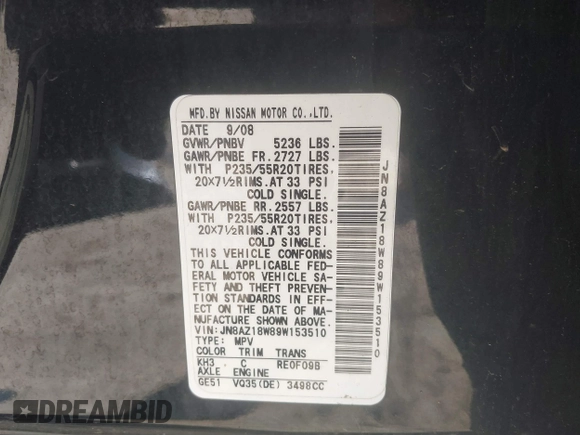 MFD.BY NISSAN MOTOR CO.,LTD.
DATE 9/08
GVWR/PNBV 5236 LBS.
GAWR/PNBE FR. 2727 LBS.
WITH P235/55R20TIRES.
20×7½RIMS.AT 33 PSI
COLD SINGLE.
GAWR/PNBE RR. 2557 LBS.
WITH P235/55R20TIRES.
20×7½RIMS.AT 33 PSI
COLD SINGLE.
THIS VEHICLE CONFORMS
TO ALL APPLICABLE FED-
ERAL MOTOR VEHICLE SA-
FETY AND THEFT PREVEN-
TION STANDARDS IN EFF-
ECT ON THE DATE OF MA-
NUFACTURE SHOWN ABOVE.
VIN: JN8AZ18W89W153510
TYPE: MPV
COLOR TRIM TRANS
KH3 C RE0F09B
AXLE ENGINE
GE51 VQ35(DE) 3498CC
JN8AZ18W89W153510
DREAMBID